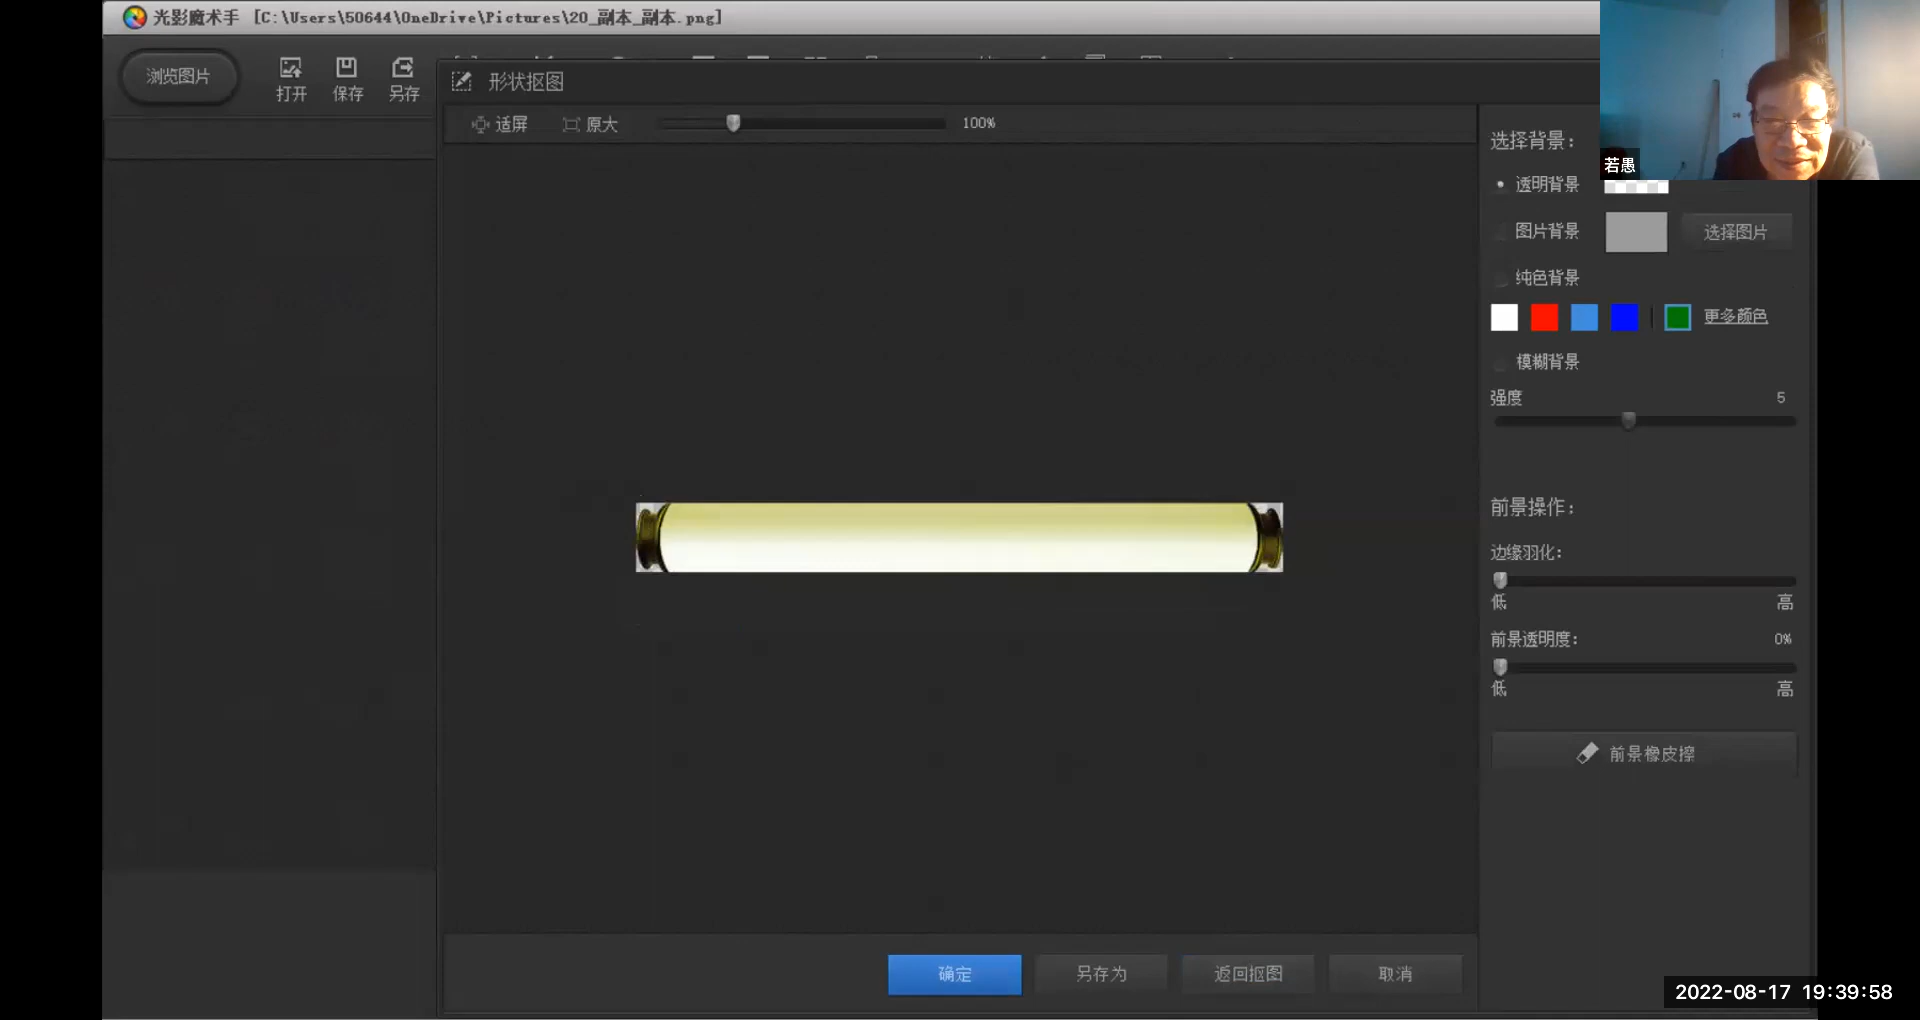 光影魔术手 [C:\Users\50644\OneDrive\Pictures\20_副本_副本.png]
浏览图片
打开
保存
另存
形状抠图
适屏
原大
100%
选择背景:
若愚
透明背景
图片背景
选择图片
纯色背景
更多颜色
模糊背景
强度
5
前景操作:
边缘羽化:
低
高
前景透明度:
0%
低
高
前景橡皮擦
确定
另存为
返回抠图
取消
2022-08-17 19:39:58